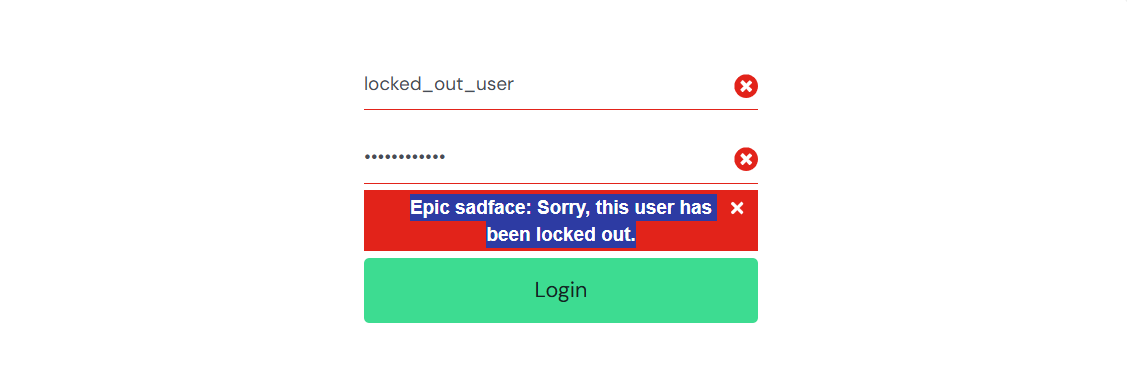 locked_out_user
••••••••••••
Epic sadface: Sorry, this user has
been locked out.
Login